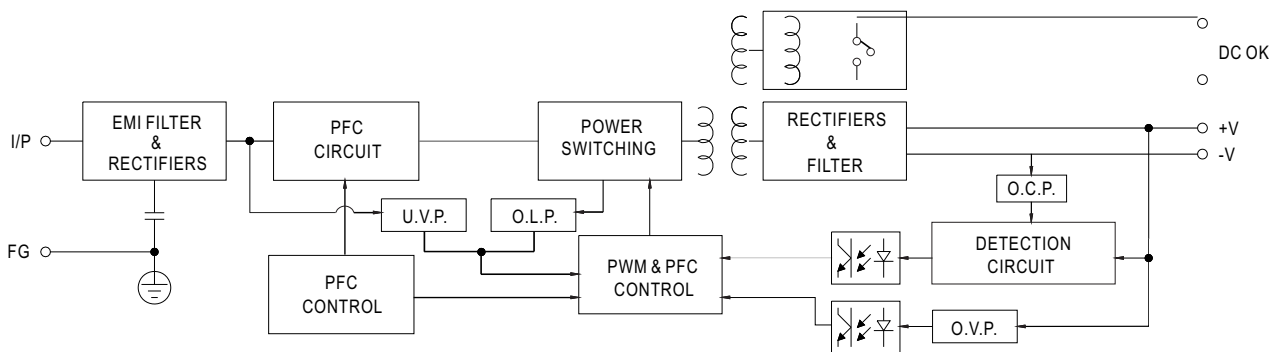 DC OK
I/P
EMI FILTER
&
RECTIFIERS
PFC
CIRCUIT
POWER
SWITCHING
RECTIFIERS
&
FILTER
+V
-V
O.C.P.
U.V.P.
O.L.P.
FG
PFC
CONTROL
PWM & PFC
CONTROL
DETECTION
CIRCUIT
O.V.P.